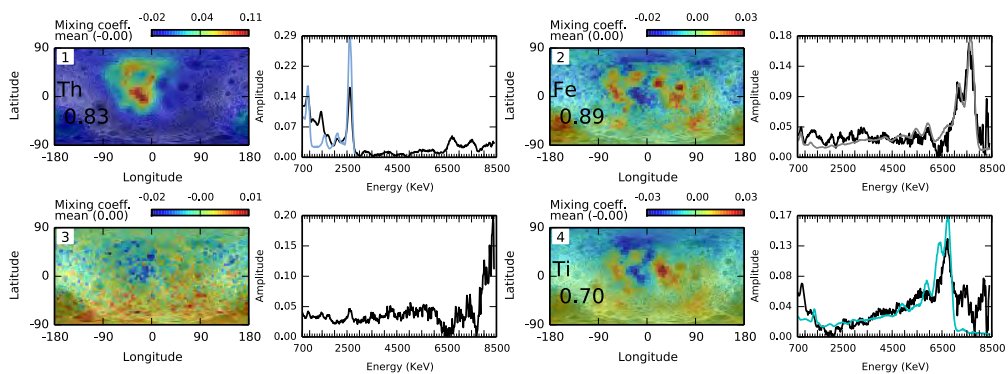 Mixing coeff.
mean (-0.00)
-0.02 0.04 0.11
90
0
-90
Latitude
1
Th
0.83
-180 -90 0 90 180
Longitude
0.29
0.22
0.14
0.07
0.00
Amplitude
700 2500 4500 6500 8500
Energy (KeV)
Mixing coeff.
mean (0.00)
-0.02 0.00 0.03
90
0
-90
Latitude
2
Fe
0.89
-180 -90 0 90 180
Longitude
0.18
0.14
0.09
0.05
0.00
Amplitude
700 2500 4500 6500 8500
Energy (KeV)
Mixing coeff.
mean (0.00)
-0.02 -0.00 0.01
90
0
-90
Latitude
3
-180 -90 0 90 180
Longitude
0.20
0.15
0.10
0.05
0.00
Amplitude
700 2500 4500 6500 8500
Energy (KeV)
Mixing coeff.
mean (-0.00)
-0.03 0.00 0.03
90
0
-90
Latitude
4
Ti
0.70
-180 -90 0 90 180
Longitude
0.17
0.13
0.08
0.04
0.00
Amplitude
700 2500 4500 6500 8500
Energy (KeV)